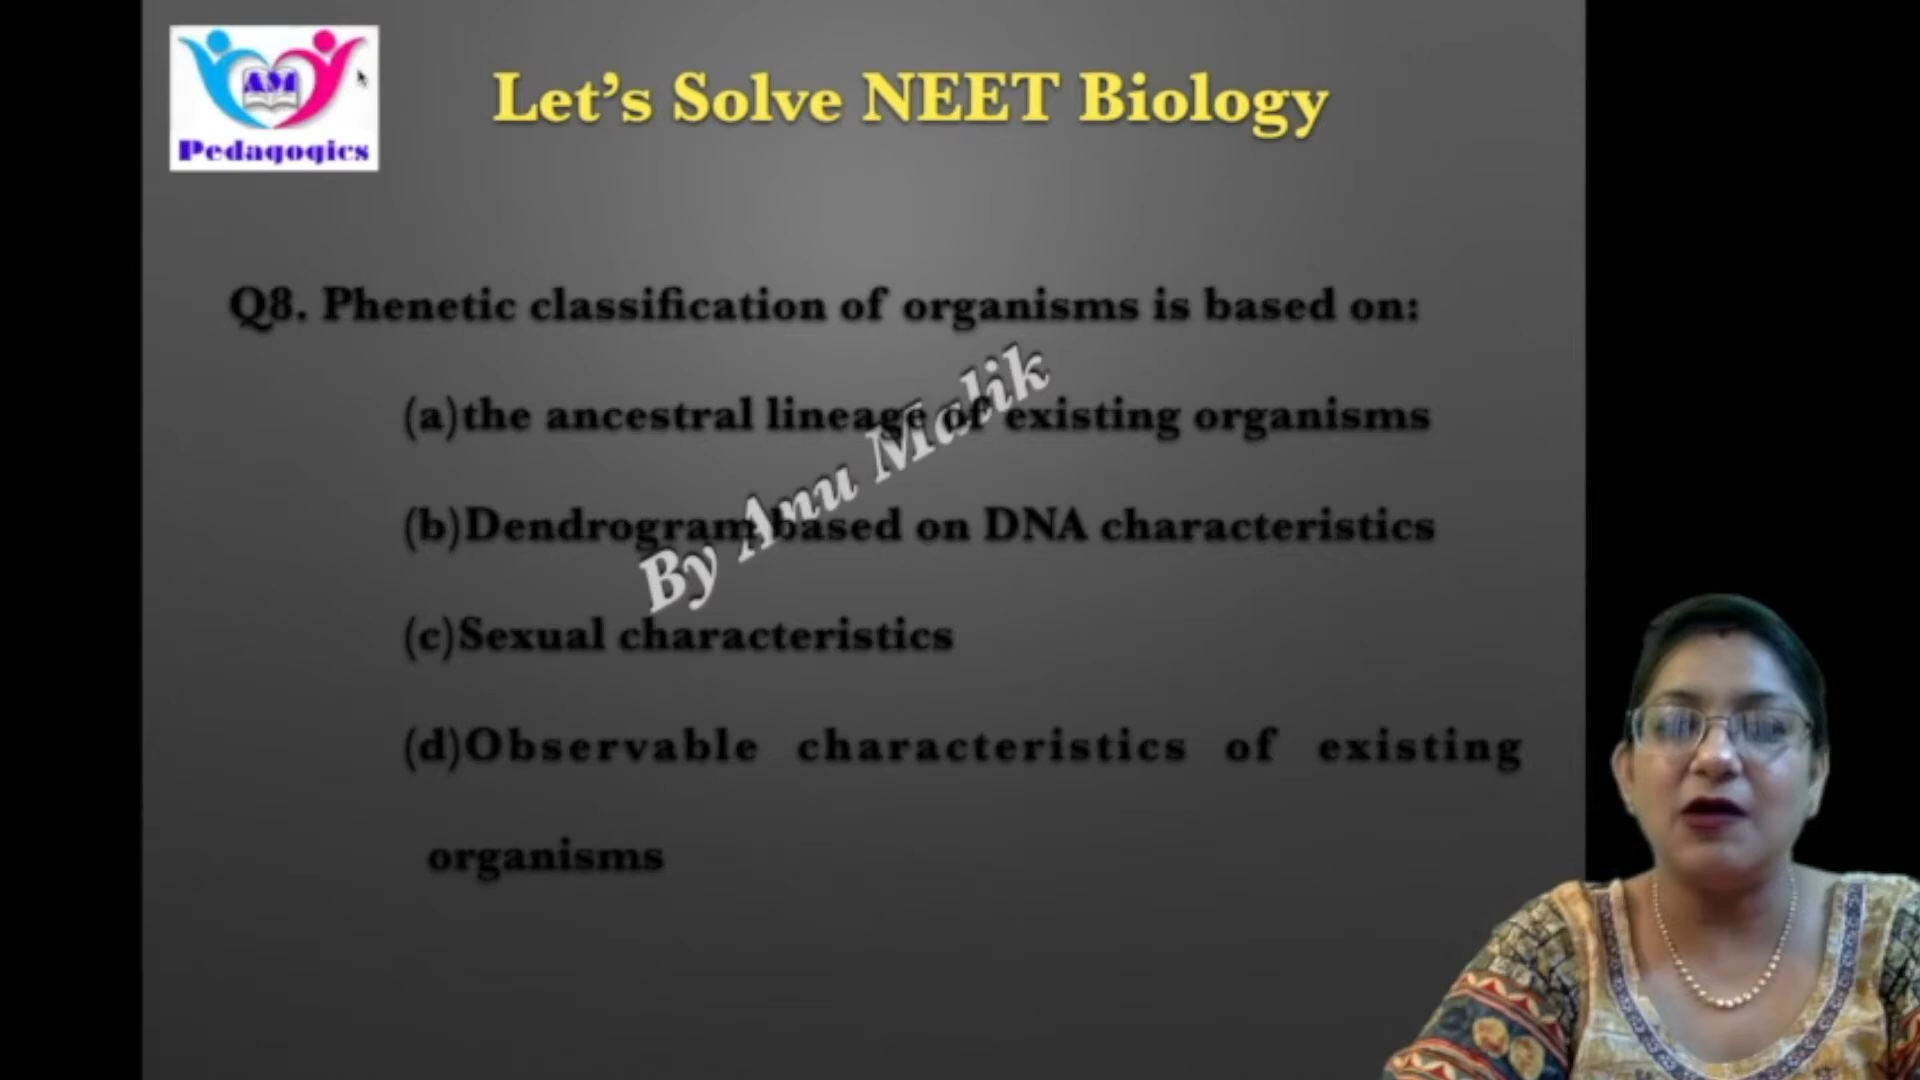 AM
Pedagogics
Let's Solve NEET Biology
Q8. Phenetic classification of organisms is based on:
(a)the ancestral lineage of existing organisms
(b)Dendrogram based on DNA characteristics
(c)Sexual characteristics
(d)Observable characteristics of existing
organisms
By Anu Malik